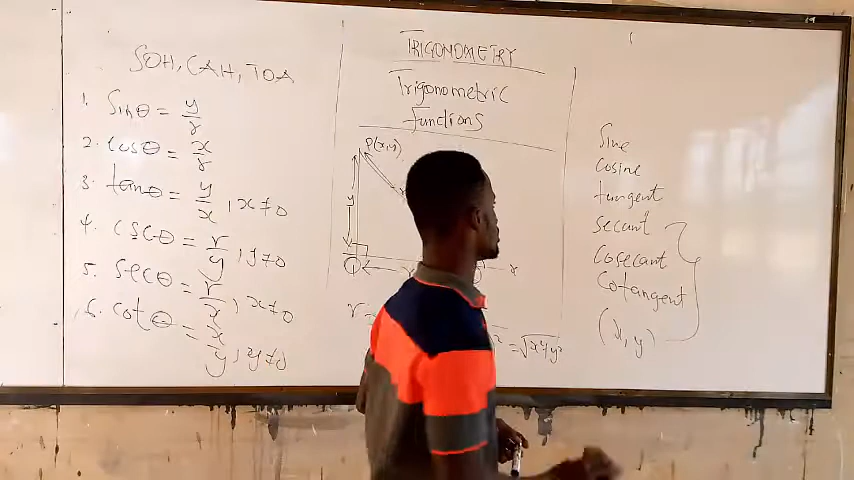 SOH, CAH, TOA
1. Sinθ = y/r
2. Cosθ = x/r
3. tanθ = y/x, x≠0
4. cscθ = r/y, y≠0
5. Secθ = r/x, x≠0
6. cotθ = x/y, y≠0
TRIGONOMETRY
Trigonometric
functions
P(x,y)
y
x
r =
= √x²+y²
Sine
Cosine
tangent
Secant
Cosecant
Cotangent
(x, y)